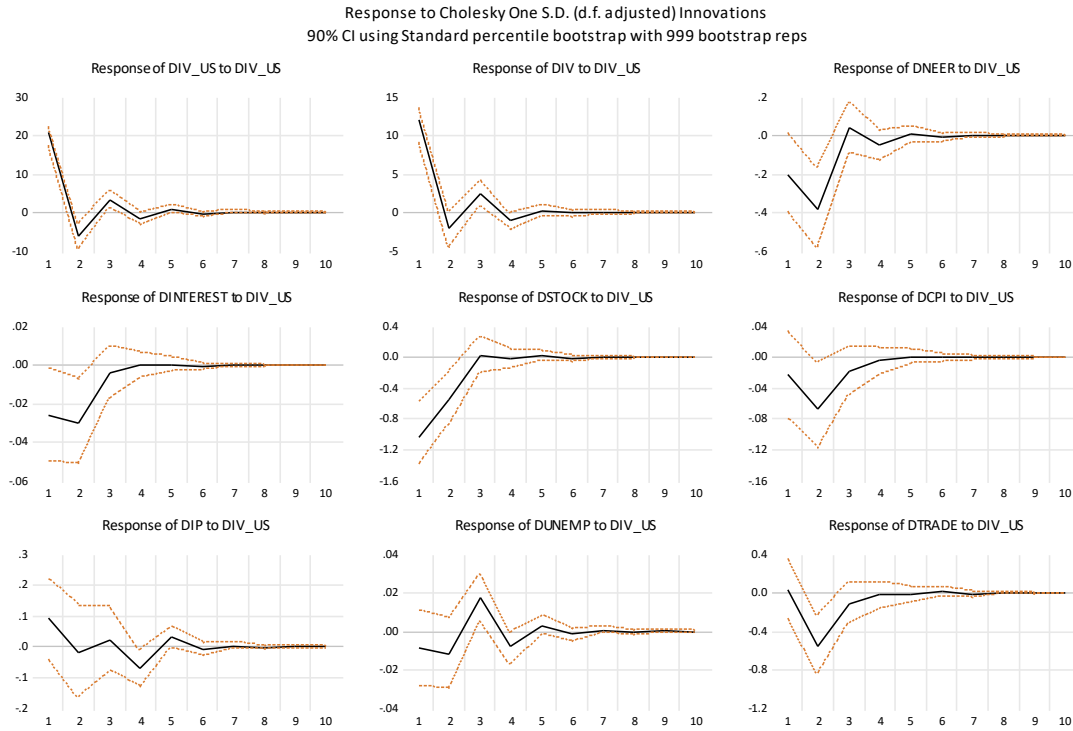 Response to Cholesky One S.D. (d.f. adjusted) Innovations
90% CI using Standard percentile bootstrap with 999 bootstrap reps
Response of DIV_US to DIV_US
30
20
10
0
-10
1 2 3 4 5 6 7 8 9 10
Response of DIV to DIV_US
15
10
5
0
-5
1 2 3 4 5 6 7 8 9 10
Response of DNEER to DIV_US
.2
.0
-.2
-.4
-.6
1 2 3 4 5 6 7 8 9 10
Response of DINTEREST to DIV_US
.02
.00
-.02
-.04
-.06
1 2 3 4 5 6 7 8 9 10
Response of DSTOCK to DIV_US
0.4
0.0
-0.4
-0.8
-1.2
-1.6
1 2 3 4 5 6 7 8 9 10
Response of DCPI to DIV_US
.04
.00
-.04
-.08
-.12
-.16
1 2 3 4 5 6 7 8 9 10
Response of DIP to DIV_US
.3
.2
.1
.0
-.1
-.2
1 2 3 4 5 6 7 8 9 10
Response of DUNEMP to DIV_US
.04
.02
.00
-.02
-.04
1 2 3 4 5 6 7 8 9 10
Response of DTRADE to DIV_US
0.4
0.0
-0.4
-0.8
-1.2
1 2 3 4 5 6 7 8 9 10